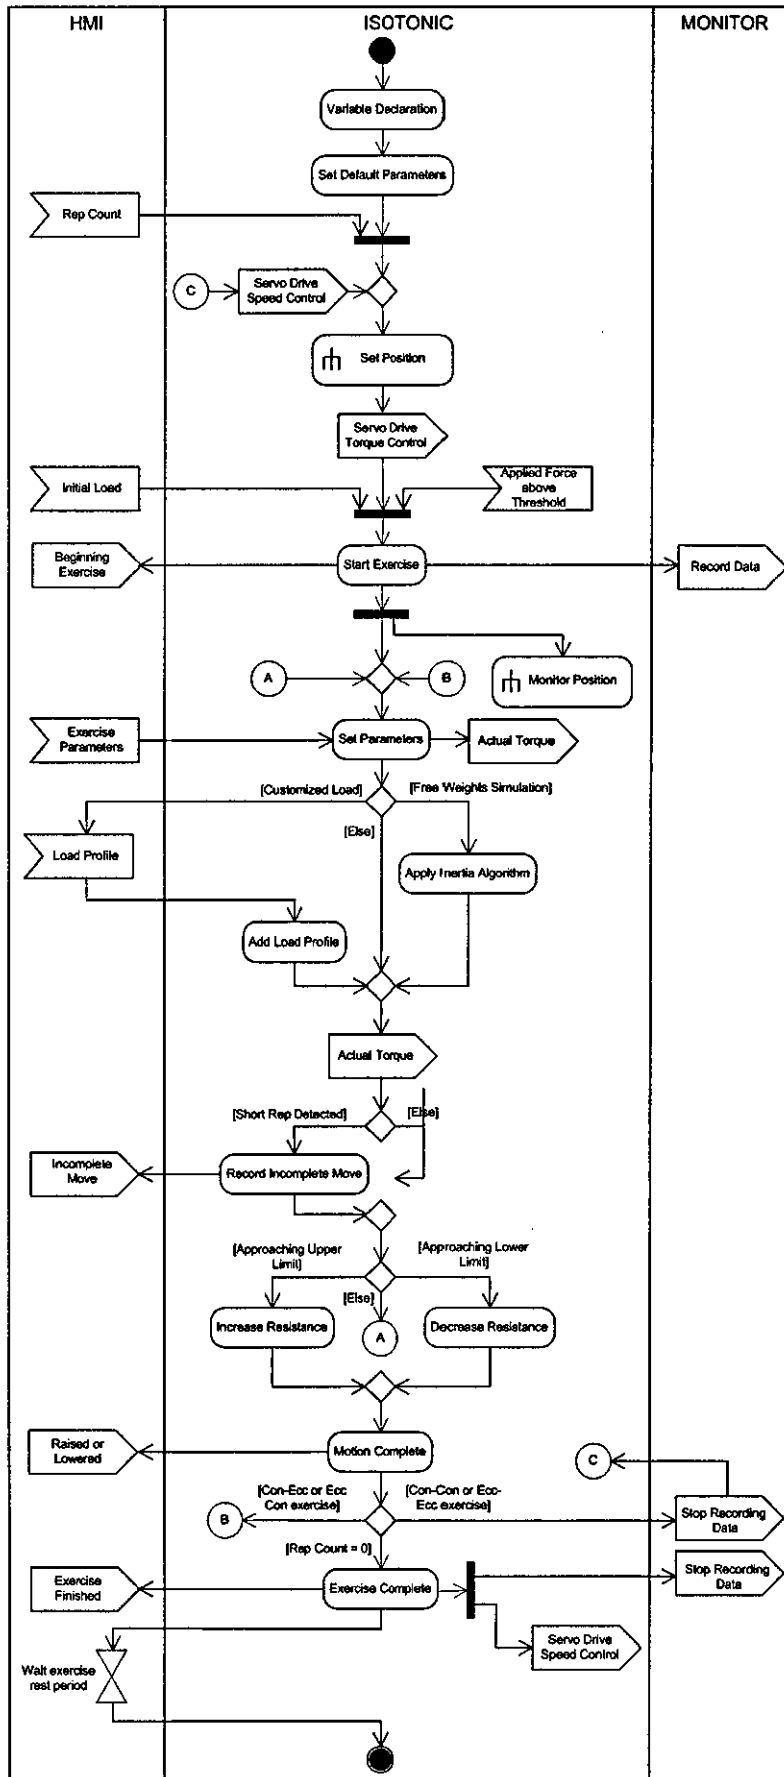 HMI
ISOTONIC
MONITOR
Variable Declaration
Set Default Parameters
Rep Count
C
Servo Drive
Speed Control
Set Position
Servo Drive
Torque Control
Initial Load
Applied Force
above
Threshold
Beginning
Exercise
Start Exercise
Record Data
A
B
Monitor Position
Exercise
Parameters
Set Parameters
Actual Torque
[Customized Load]
[Free Weights Simulation]
[Else]
Load Profile
Apply Inertia Algorithm
Add Load Profile
Actual Torque
[Short Rep Detected]
[Else]
Incomplete
Move
Record Incomplete Move
[Approaching Upper
Limit]
[Approaching Lower
Limit]
[Else]
Increase Resistance
A
Decrease Resistance
Raised or
Lowered
Motion Complete
C
[Con-Ecc or Ecc
Con exercise]
[Con-Con or Ecc-
Ecc exercise]
B
Stop Recording
Data
[Rep Count = 0]
Exercise
Finished
Exercise Complete
Stop Recording
Data
Servo Drive
Speed Control
Wait exercise
rest period